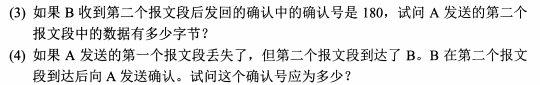 (3) 如果 B 收到第二个报文段后发回的确认中的确认号是 180，试问 A 发送的第二个
报文段中的数据有多少字节？
(4) 如果 A 发送的第一个报文段丢失了，但第二个报文段到达了 B。B 在第二个报文
段到达后向 A 发送确认。试问这个确认号应为多少？